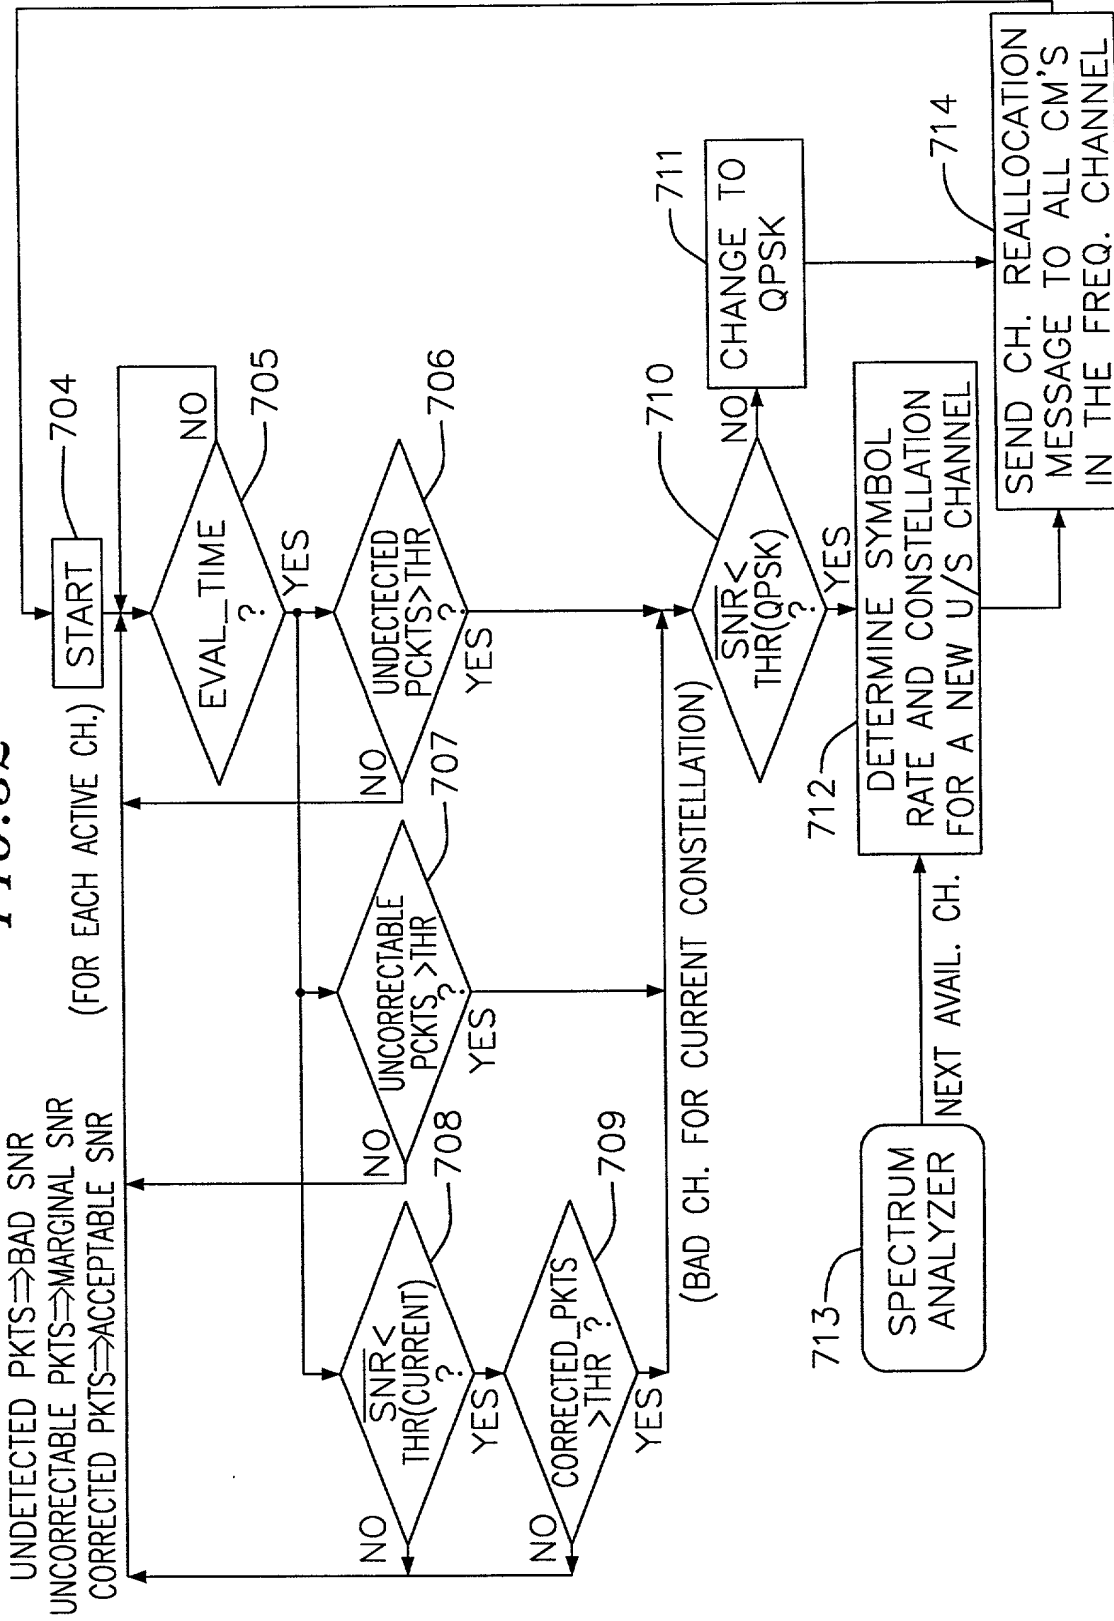 UNDETECTED PKTS⇒BAD SNR
UNCORRECTABLE PKTS⇒MARGINAL SNR
CORRECTED PKTS⇒ACCEPTABLE SNR
(FOR EACH ACTIVE CH.)
START
704
EVAL_TIME
?
NO
705
YES
SNR<
THR(CURRENT)
?
NO
708
YES
UNCORRECTABLE
PCKTS >THR
?
NO
707
YES
UNDETECTED
PCKTS>THR
?
NO
706
YES
CORRECTED_PKTS
>THR ?
NO
709
YES
(BAD CH. FOR CURRENT CONSTELLATION)
SNR<
THR(QPSK)
?
710
NO
YES
CHANGE TO
QPSK
711
SPECTRUM
ANALYZER
713
NEXT AVAIL. CH.
DETERMINE SYMBOL
RATE AND CONSTELLATION
FOR A NEW U/S CHANNEL
712
SEND CH. REALLOCATION
MESSAGE TO ALL CM'S
IN THE FREQ. CHANNEL
714